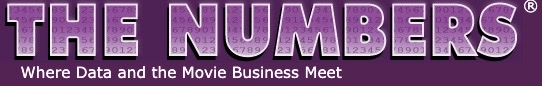 THE NUMBERS®
Where Data and the Movie Business Meet